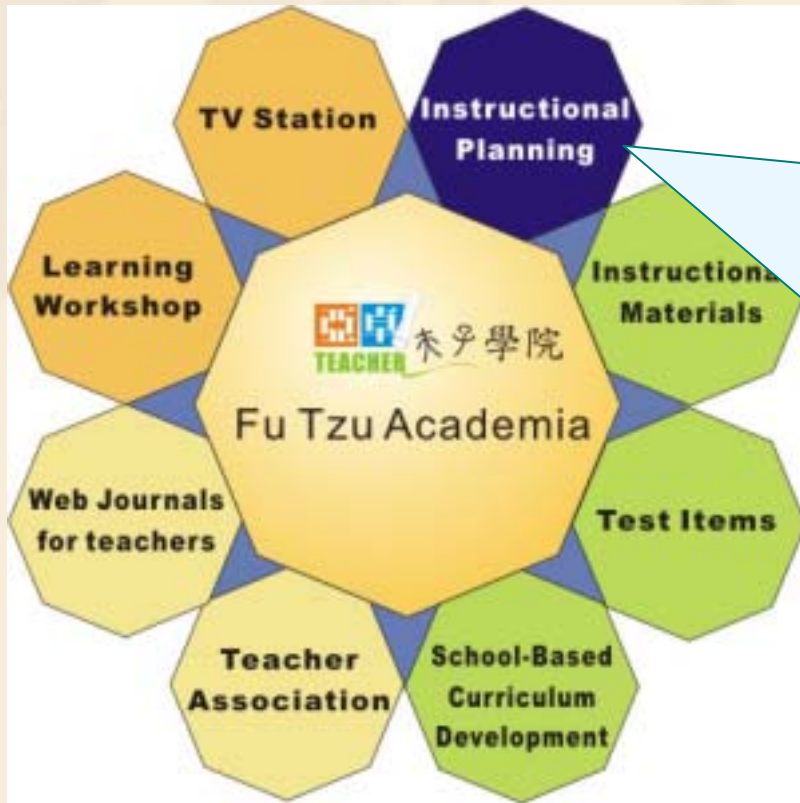 TV Station
Instructional
Planning
Learning
Workshop
Instructiona
Materials
TEACHER
夫子學院
Fu Tzu Academia
Web Journals
for teachers
Test Items
Teacher
Association
School-Based
Curriculum
Development